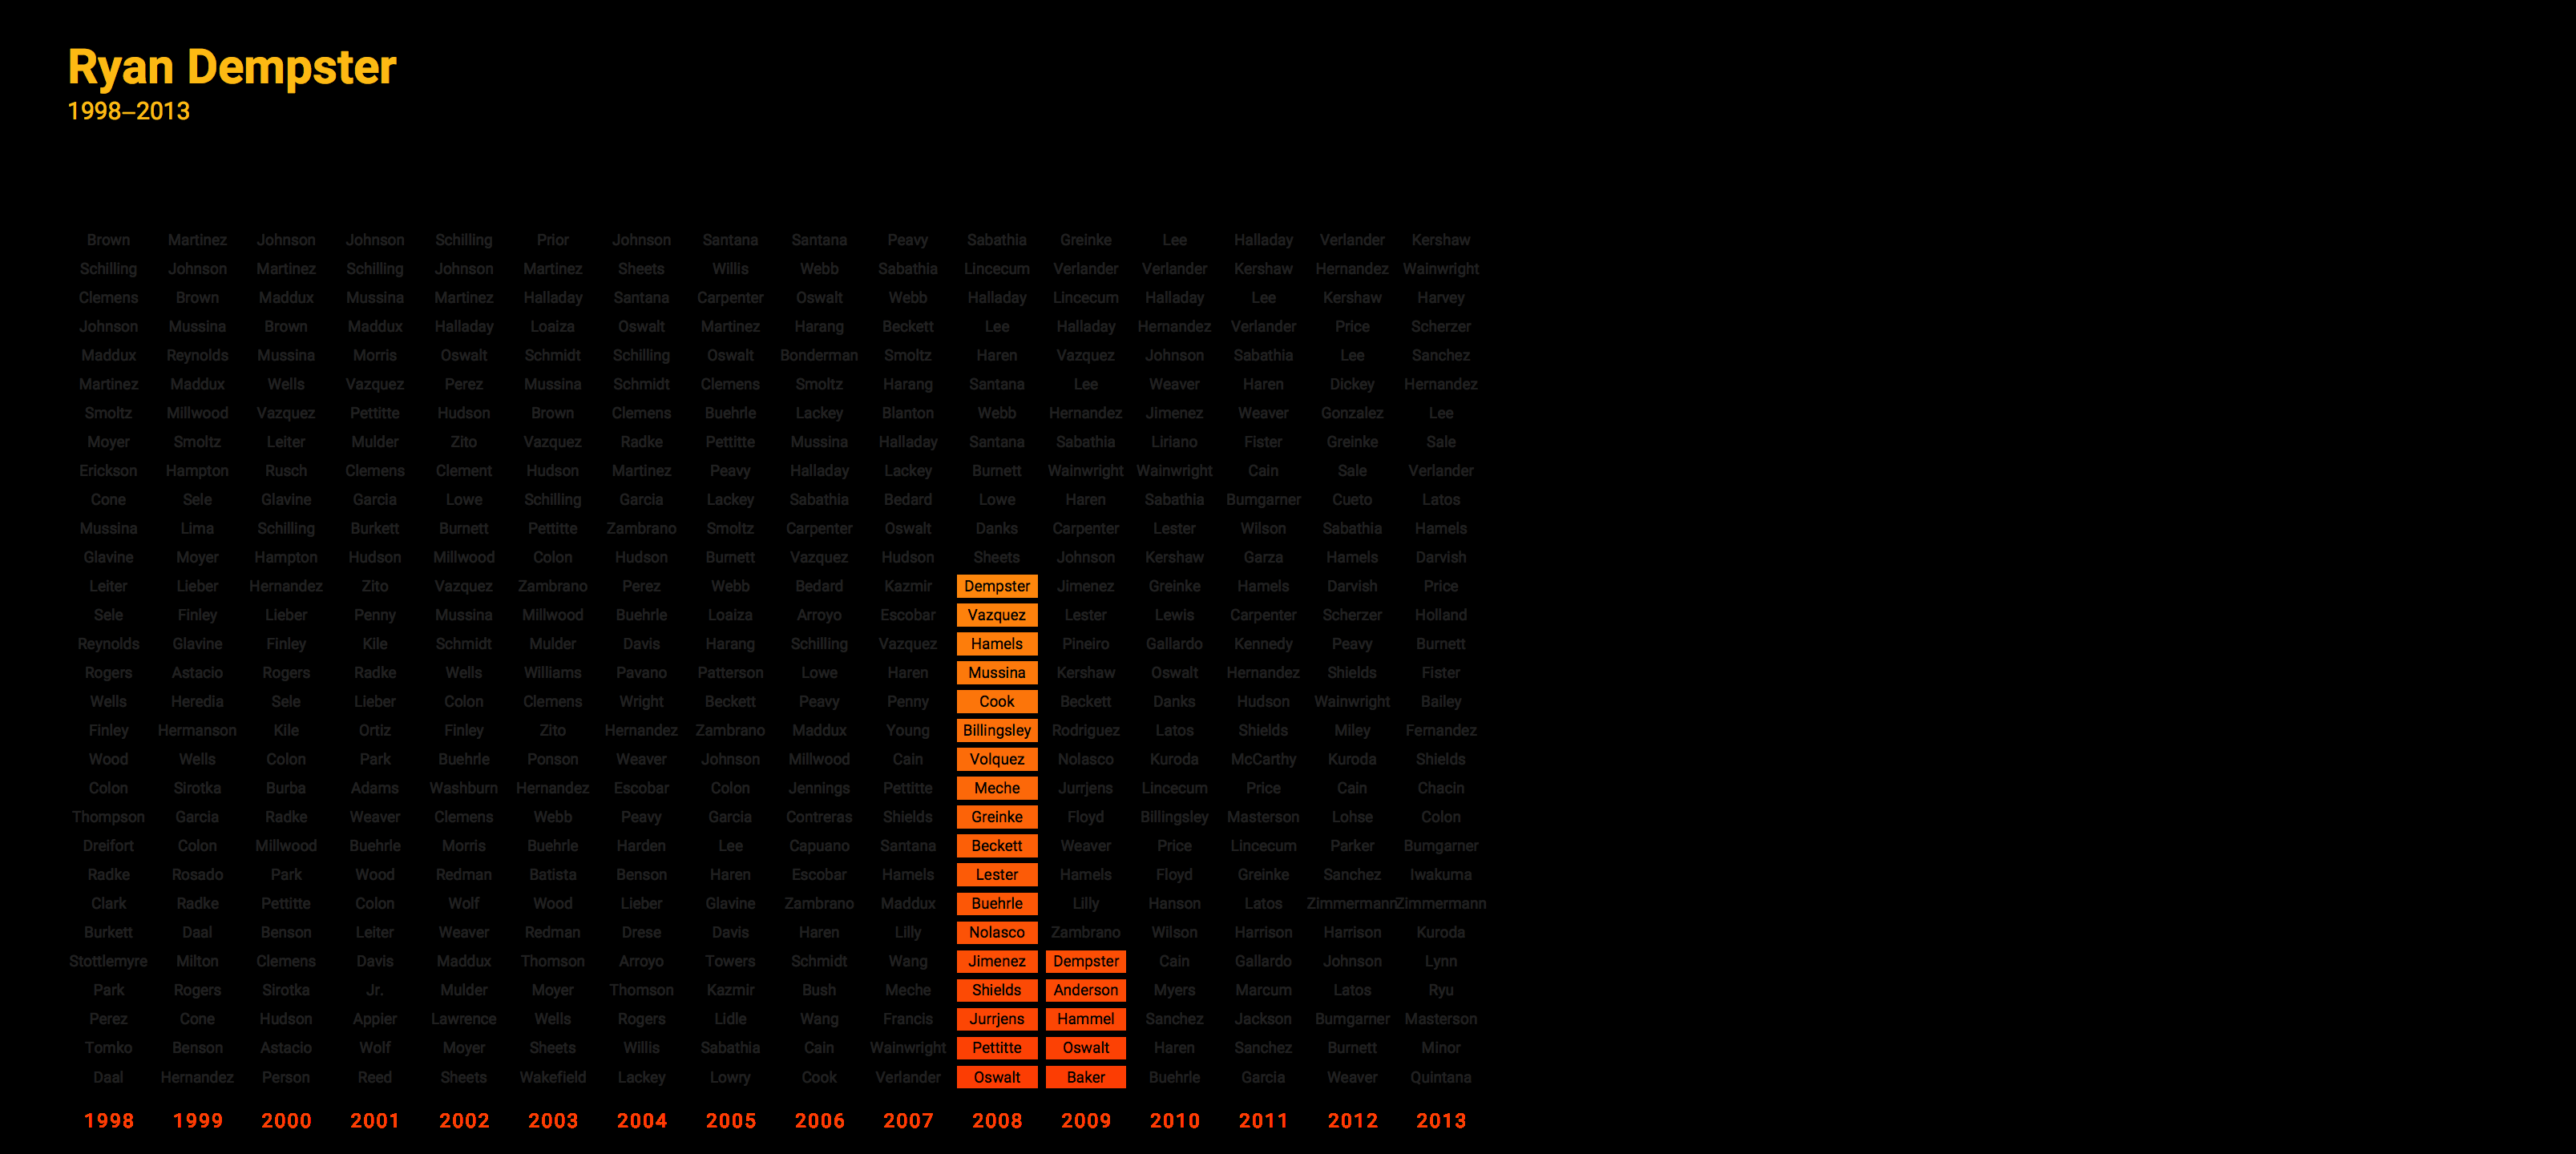 Ryan Dempster
1998–2013
Brown Martinez Johnson Johnson Schilling Prior Johnson Santana Santana Peavy Sabathia Greinke Lee Halladay Verlander Kershaw
Schilling Johnson Martinez Schilling Johnson Martinez Sheets Willis Webb Sabathia Lincecum Verlander Verlander Kershaw Hernandez Wainwright
Clemens Brown Maddux Mussina Martinez Halladay Santana Carpenter Oswalt Webb Halladay Lincecum Halladay Lee Kershaw Harvey
Johnson Mussina Brown Maddux Halladay Loaiza Oswalt Martinez Harang Beckett Lee Halladay Hernandez Verlander Price Scherzer
Maddux Reynolds Mussina Morris Oswalt Schmidt Schilling Oswalt Bonderman Smoltz Haren Vazquez Johnson Sabathia Lee Sanchez
Martinez Maddux Wells Vazquez Perez Mussina Schmidt Clemens Smoltz Harang Santana Lee Weaver Haren Dickey Hernandez
Smoltz Millwood Vazquez Pettitte Hudson Brown Clemens Buehrle Lackey Blanton Webb Hernandez Jimenez Weaver Gonzalez Lee
Moyer Smoltz Leiter Mulder Zito Vazquez Radke Pettitte Mussina Halladay Santana Sabathia Liriano Fister Greinke Sale
Erickson Hampton Rusch Clemens Clement Hudson Martinez Peavy Halladay Lackey Burnett Wainwright Wainwright Cain Sale Verlander
Cone Sele Glavine Garcia Lowe Schilling Garcia Lackey Sabathia Bedard Lowe Haren Sabathia Bumgarner Cueto Latos
Mussina Lima Schilling Burkett Burnett Pettitte Zambrano Smoltz Carpenter Oswalt Danks Carpenter Lester Wilson Sabathia Hamels
Glavine Moyer Hampton Hudson Millwood Colon Hudson Burnett Vazquez Hudson Sheets Johnson Kershaw Garza Hamels Darvish
Leiter Lieber Hernandez Zito Vazquez Zambrano Perez Webb Bedard Kazmir Dempster Jimenez Greinke Hamels Darvish Price
Sele Finley Lieber Penny Mussina Millwood Buehrle Loaiza Arroyo Escobar Vazquez Lester Lewis Carpenter Scherzer Holland
Reynolds Glavine Finley Kile Schmidt Mulder Davis Harang Schilling Vazquez Hamels Pineiro Gallardo Kennedy Peavy Burnett
Rogers Astacio Rogers Radke Wells Williams Pavano Patterson Lowe Haren Mussina Kershaw Oswalt Hernandez Shields Fister
Wells Heredia Sele Lieber Colon Clemens Wright Beckett Peavy Penny Cook Beckett Danks Hudson Wainwright Bailey
Finley Hermanson Kile Ortiz Finley Zito Hernandez Zambrano Maddux Young Billingsley Rodriguez Latos Shields Miley Fernandez
Wood Wells Colon Park Buehrle Ponson Weaver Johnson Millwood Cain Volquez Nolasco Kuroda McCarthy Kuroda Shields
Colon Sirotka Burba Adams Washburn Hernandez Escobar Colon Jennings Pettitte Meche Jurrjens Lincecum Price Cain Chacin
Thompson Garcia Radke Weaver Clemens Webb Peavy Garcia Contreras Shields Greinke Floyd Billingsley Masterson Lohse Colon
Dreifort Colon Millwood Buehrle Morris Buehrle Harden Lee Capuano Santana Beckett Weaver Price Lincecum Parker Bumgarner
Radke Rosado Park Wood Redman Batista Benson Haren Escobar Hamels Lester Hamels Floyd Greinke Sanchez Iwakuma
Clark Radke Pettitte Colon Wolf Wood Lieber Glavine Zambrano Maddux Buehrle Lilly Hanson Latos Zimmermann Zimmermann
Burkett Daal Benson Leiter Weaver Redman Drese Davis Haren Lilly Nolasco Zambrano Wilson Harrison Harrison Kuroda
Stottlemyre Milton Clemens Davis Maddux Thomson Arroyo Towers Schmidt Wang Jimenez Dempster Cain Gallardo Johnson Lynn
Park Rogers Sirotka Jr. Mulder Moyer Thomson Kazmir Bush Meche Shields Anderson Myers Marcum Latos Ryu
Perez Cone Hudson Appier Lawrence Wells Rogers Lidle Wang Francis Jurrjens Hammel Sanchez Jackson Bumgarner Masterson
Tomko Benson Astacio Wolf Moyer Sheets Willis Sabathia Cain Wainwright Pettitte Oswalt Haren Sanchez Burnett Minor
Daal Hernandez Person Reed Sheets Wakefield Lackey Lowry Cook Verlander Oswalt Baker Buehrle Garcia Weaver Quintana
1998 1999 2000 2001 2002 2003 2004 2005 2006 2007 2008 2009 2010 2011 2012 2013